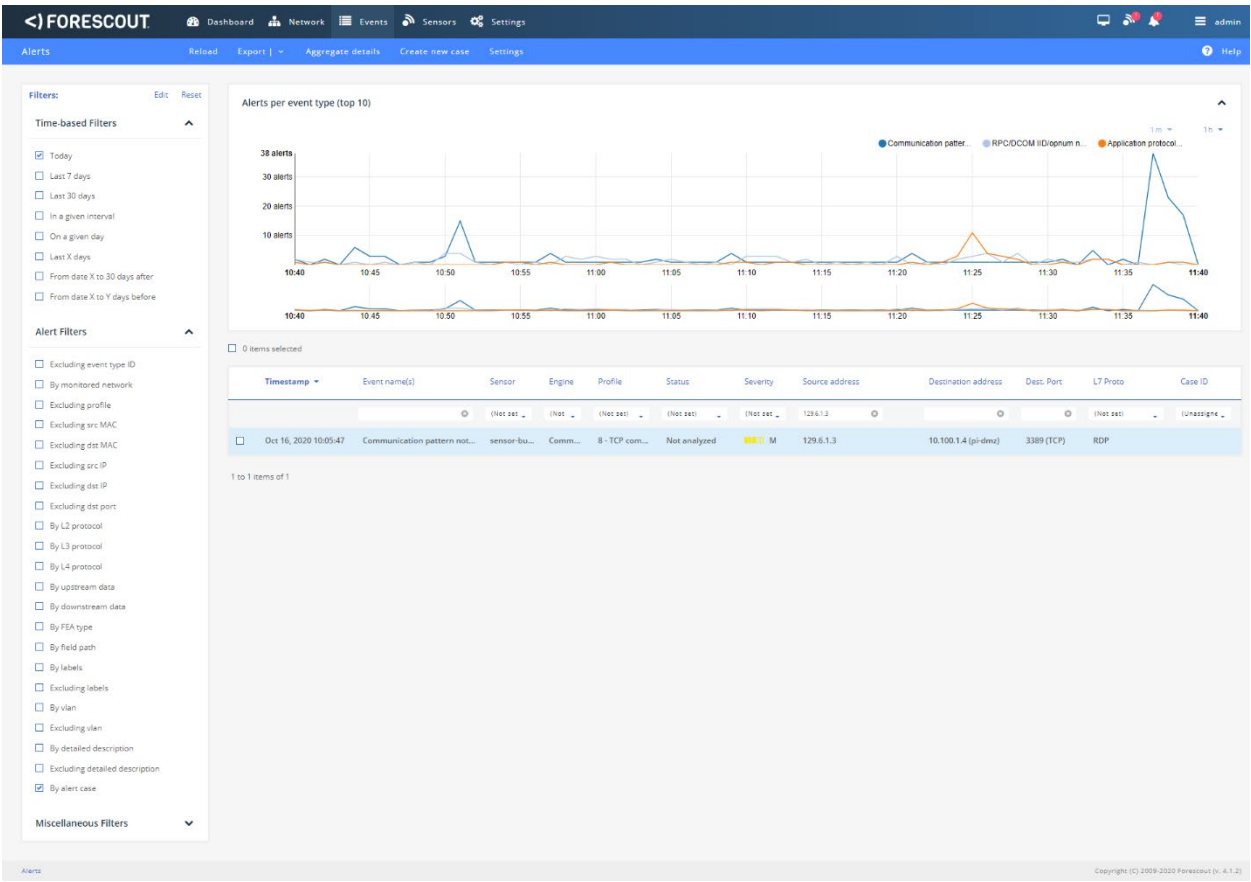 <) FORESCOUT. Dashboard Network Events Sensors Settings admin
Alerts Reload Export | Aggregate details Create new case Settings Help
Filters: Edit Reset
Time-based Filters
Today
Last 7 days
Last 30 days
In a given interval
On a given day
Last X days
From date X to 30 days after
From date X to Y days before
Alert Filters
Excluding event type ID
By monitored network
Excluding profile
Excluding src MAC
Excluding dst MAC
Excluding src IP
Excluding dst IP
Excluding dst port
By L2 protocol
By L3 protocol
By L4 protocol
By upstream data
By downstream data
By FEA type
By field path
By labels
Excluding labels
By vlan
Excluding vlan
By detailed description
Excluding detailed description
By alert case
Miscellaneous Filters
Alerts per event type (top 10)
1m 1h
Communication patter... RPC/DCOM IID/opnum n... Application protocol...
38 alerts
30 alerts
20 alerts
10 alerts
10:40 10:45 10:50 10:55 11:00 11:05 11:10 11:15 11:20 11:25 11:30 11:35 11:40
10:40 10:45 10:50 10:55 11:00 11:05 11:10 11:15 11:20 11:25 11:30 11:35 11:40
0 items selected
Timestamp Event name(s) Sensor Engine Profile Status Severity Source address Destination address Dest. Port L7 Proto Case ID
(Not set (Not (Not set) (Not set) (Not set 129.6.1.3 (Not set) (Unassigne
Oct 16, 2020 10:05:47 Communication pattern not... sensor-bu... Comm... 8 - TCP com... Not analyzed M 129.6.1.3 10.100.1.4 (pi-dmz) 3389 (TCP) RDP
1 to 1 items of 1
Alerts Copyright (C) 2009-2020 Forescout (v. 4.1.2)